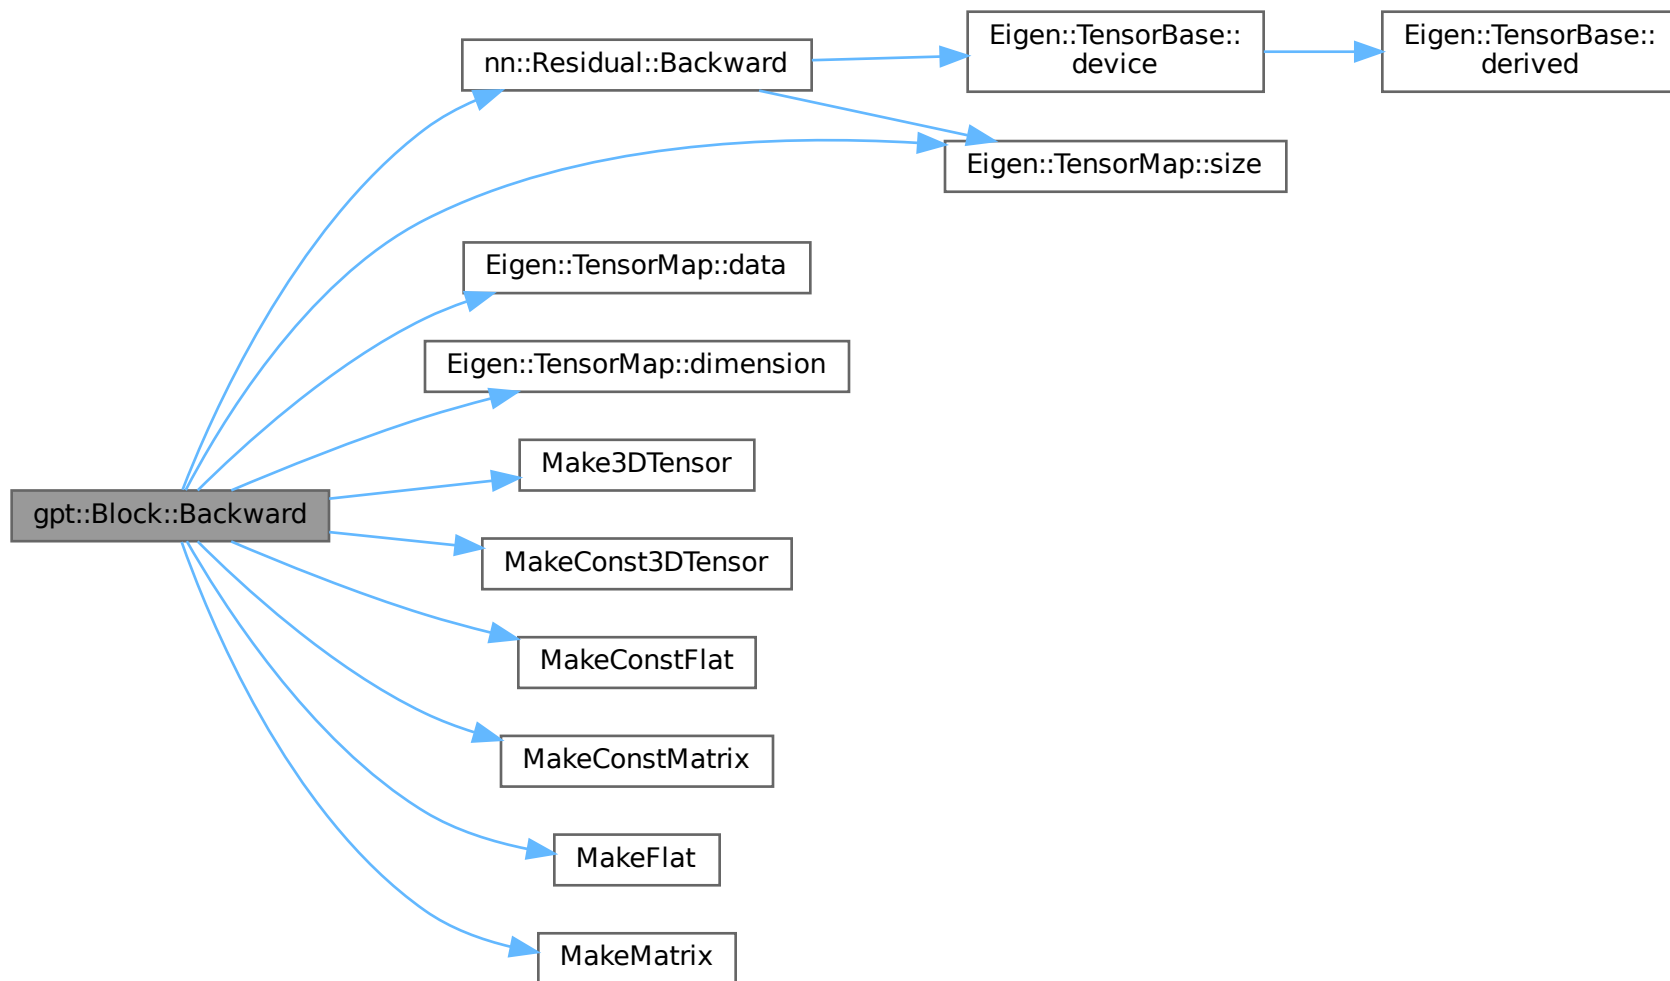 nn::Residual::Backward
Eigen::TensorBase::
device
Eigen::TensorBase::
derived
Eigen::TensorMap::size
Eigen::TensorMap::data
Eigen::TensorMap::dimension
Make3DTensor
gpt::Block::Backward
MakeConst3DTensor
MakeConstFlat
MakeConstMatrix
MakeFlat
MakeMatrix